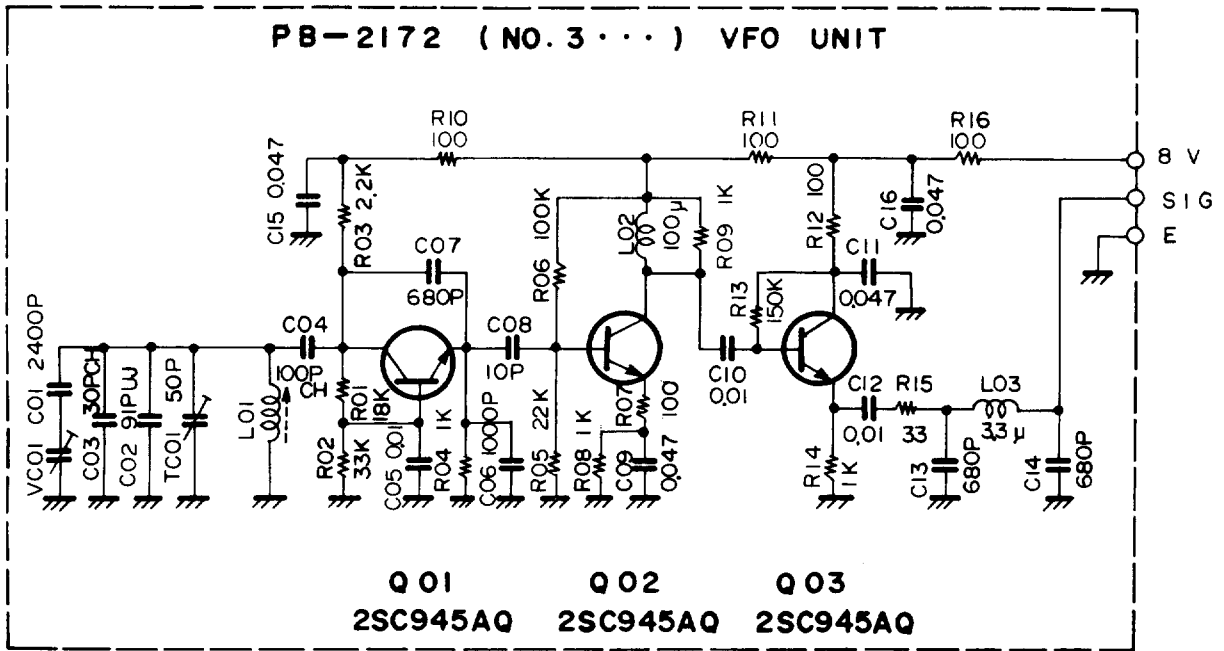 PB-2172 (NO.3···) VFO UNIT
R10
100
R11
100
R16
100
8 V
SIG
E
C15 0.047
R03 2.2K
C07
680P
R06 100K
L02
100μ
R09 1K
R12 100
C16
0.047
C11
0.047
R13
150K
VC01 C01 2400P
C03 30PCH
C02 91PUJ
TC01 50P
L01
C04
100P
CH
R01
18K
R02
33K
C05 0.01
R04 1K
C06 1000P
C08
10P
R05 22K
R08 1K
R07
100
C09
0.047
C10
0.01
C12
0.01
R15
33
R14
1K
L03
3.3μ
C13
680P
C14
680P
Q01
2SC945AQ
Q02
2SC945AQ
Q03
2SC945AQ